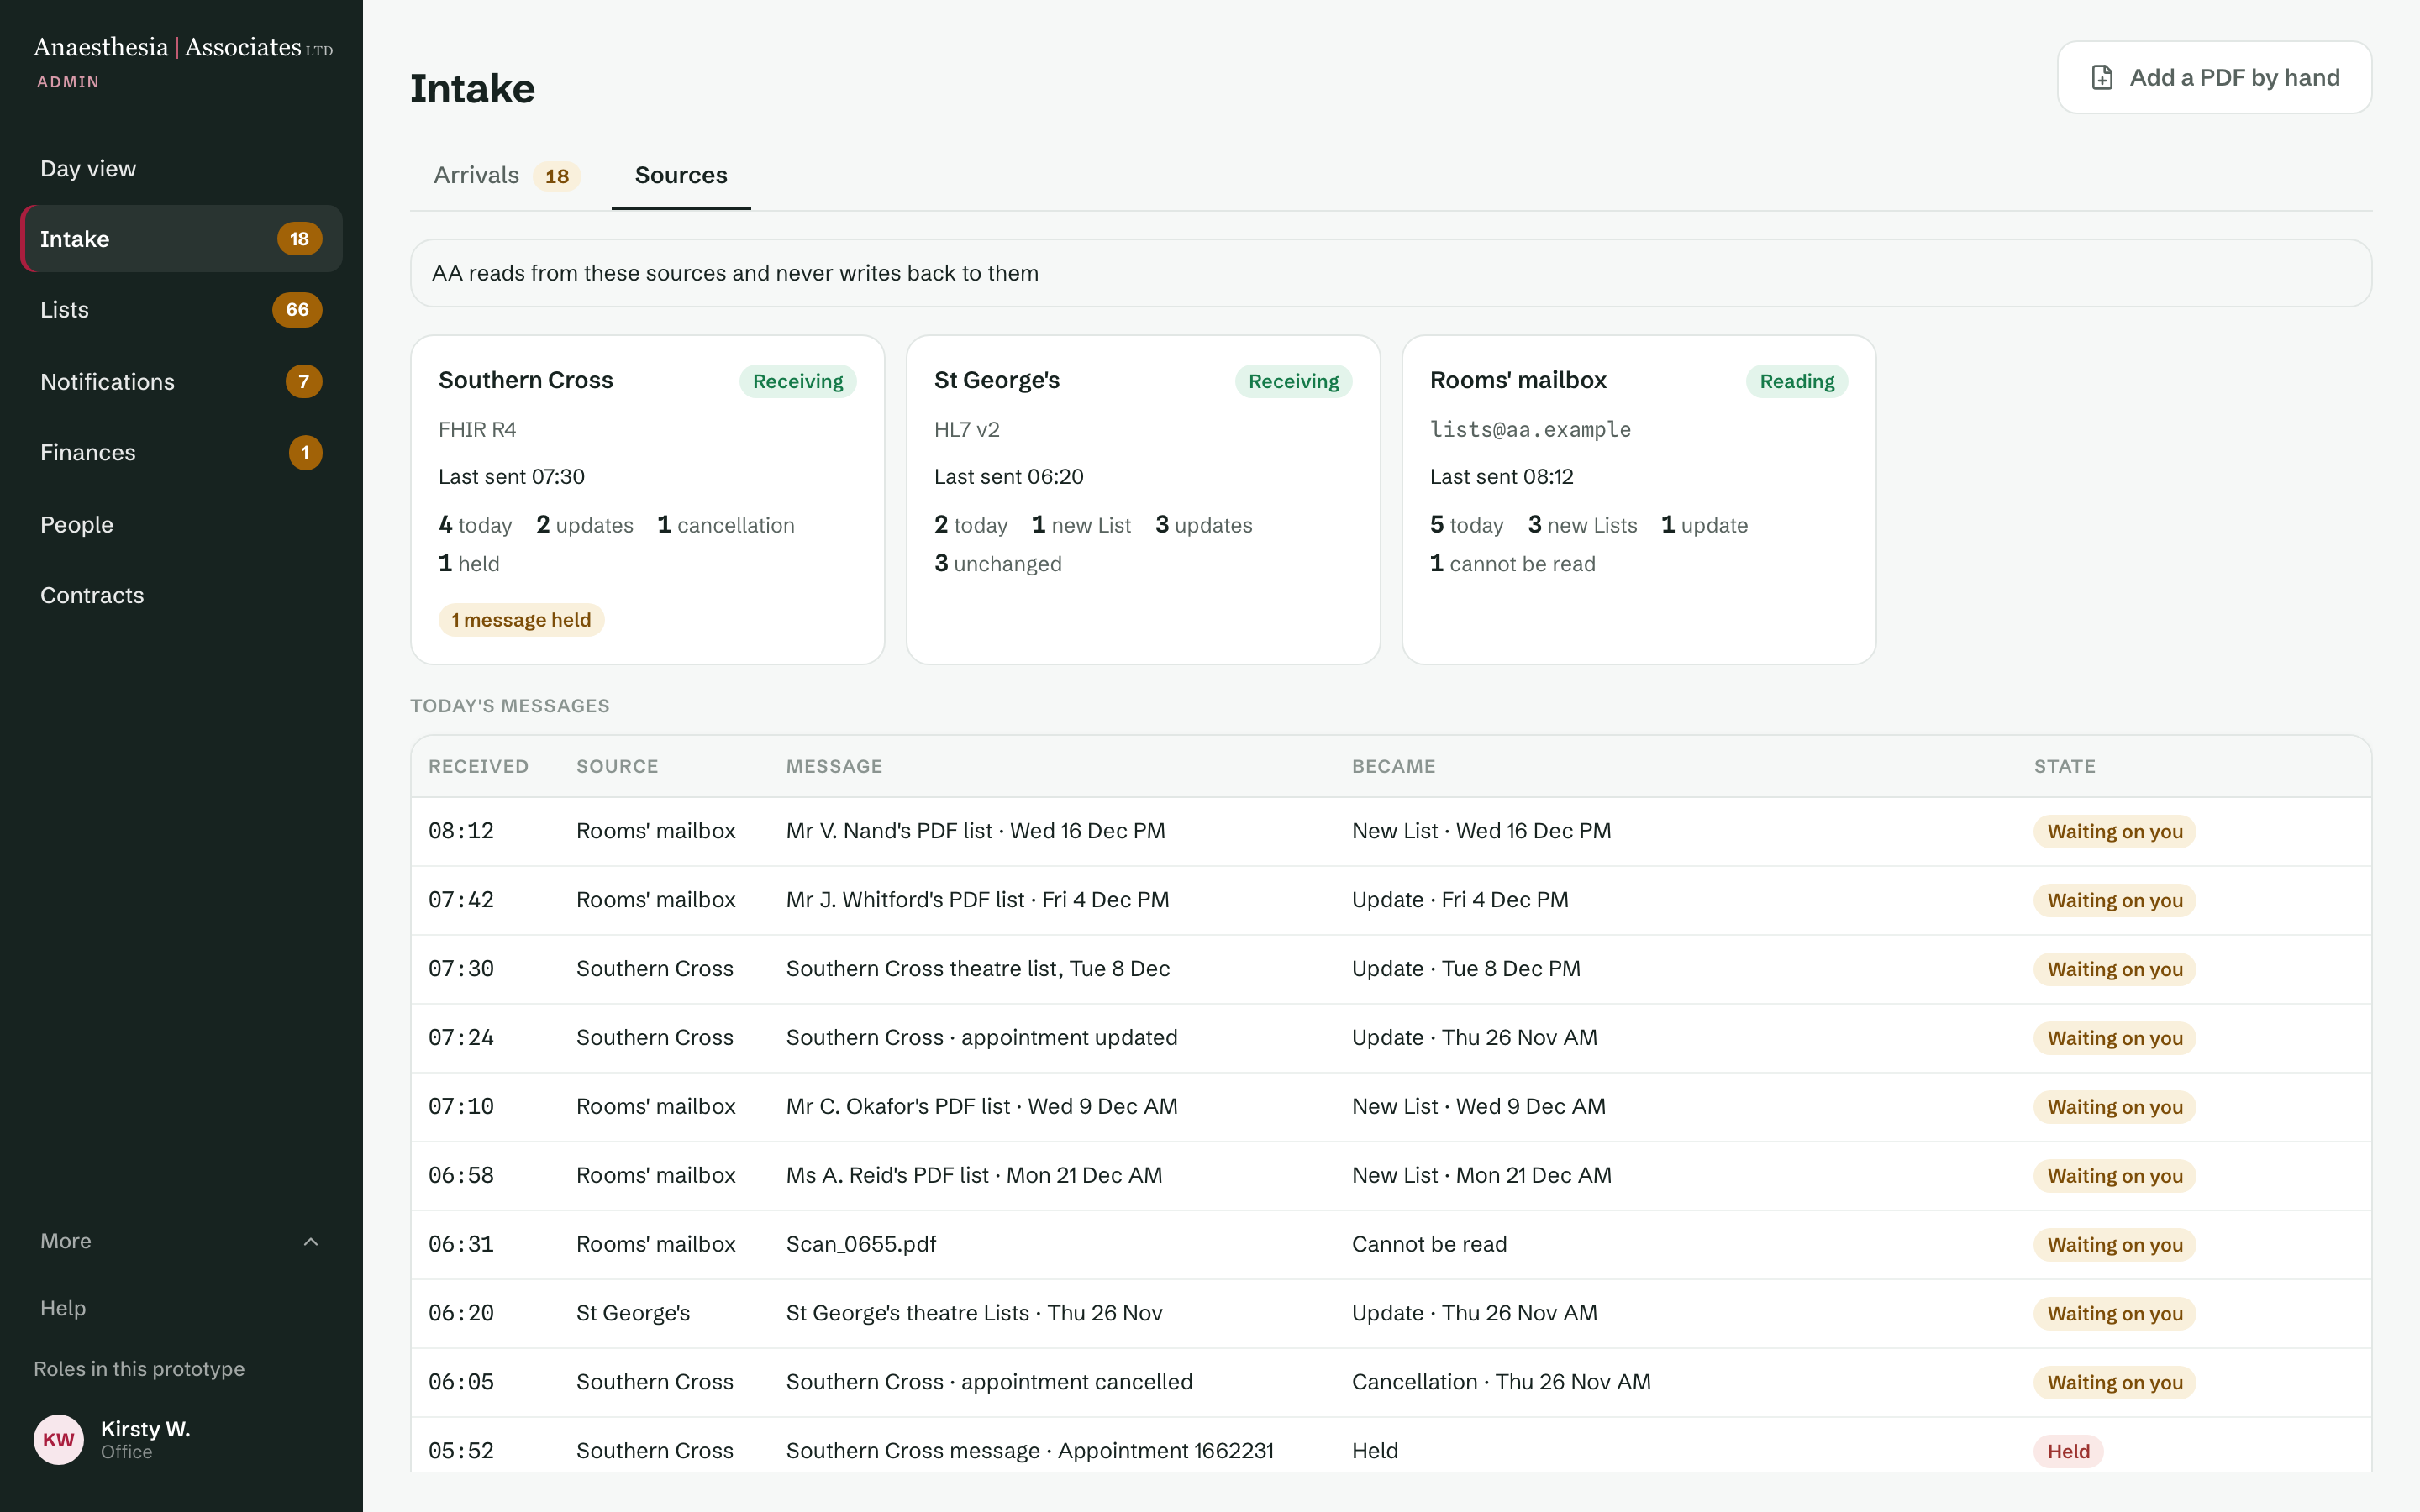 Anaesthesia | Associates LTD
ADMIN
Day view
Intake 18
Lists 66
Notifications 7
Finances 1
People
Contracts
More
Help
Roles in this prototype
KW
Kirsty W.
Office
Intake
Add a PDF by hand
Arrivals 18
Sources
AA reads from these sources and never writes back to them
Southern Cross Receiving
FHIR R4
Last sent 07:30
4 today 2 updates 1 cancellation
1 held
1 message held
St George's Receiving
HL7 v2
Last sent 06:20
2 today 1 new List 3 updates
3 unchanged
Rooms' mailbox Reading
lists@aa.example
Last sent 08:12
5 today 3 new Lists 1 update
1 cannot be read
TODAY'S MESSAGES
RECEIVED SOURCE MESSAGE BECAME STATE
08:12 Rooms' mailbox Mr V. Nand's PDF list · Wed 16 Dec PM New List · Wed 16 Dec PM Waiting on you
07:42 Rooms' mailbox Mr J. Whitford's PDF list · Fri 4 Dec PM Update · Fri 4 Dec PM Waiting on you
07:30 Southern Cross Southern Cross theatre list, Tue 8 Dec Update · Tue 8 Dec PM Waiting on you
07:24 Southern Cross Southern Cross · appointment updated Update · Thu 26 Nov AM Waiting on you
07:10 Rooms' mailbox Mr C. Okafor's PDF list · Wed 9 Dec AM New List · Wed 9 Dec AM Waiting on you
06:58 Rooms' mailbox Ms A. Reid's PDF list · Mon 21 Dec AM New List · Mon 21 Dec AM Waiting on you
06:31 Rooms' mailbox Scan_0655.pdf Cannot be read Waiting on you
06:20 St George's St George's theatre Lists · Thu 26 Nov Update · Thu 26 Nov AM Waiting on you
06:05 Southern Cross Southern Cross · appointment cancelled Cancellation · Thu 26 Nov AM Waiting on you
05:52 Southern Cross Southern Cross message · Appointment 1662231 Held Held